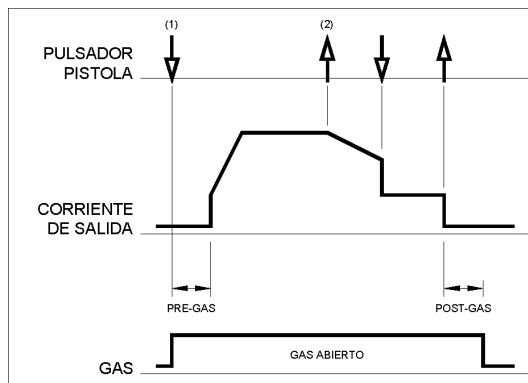 (1)
(2)
PULSADOR
PISTOLA
CORRIENTE
DE SALIDA
PRE-GAS
POST-GAS
GAS ABIERTO
GAS